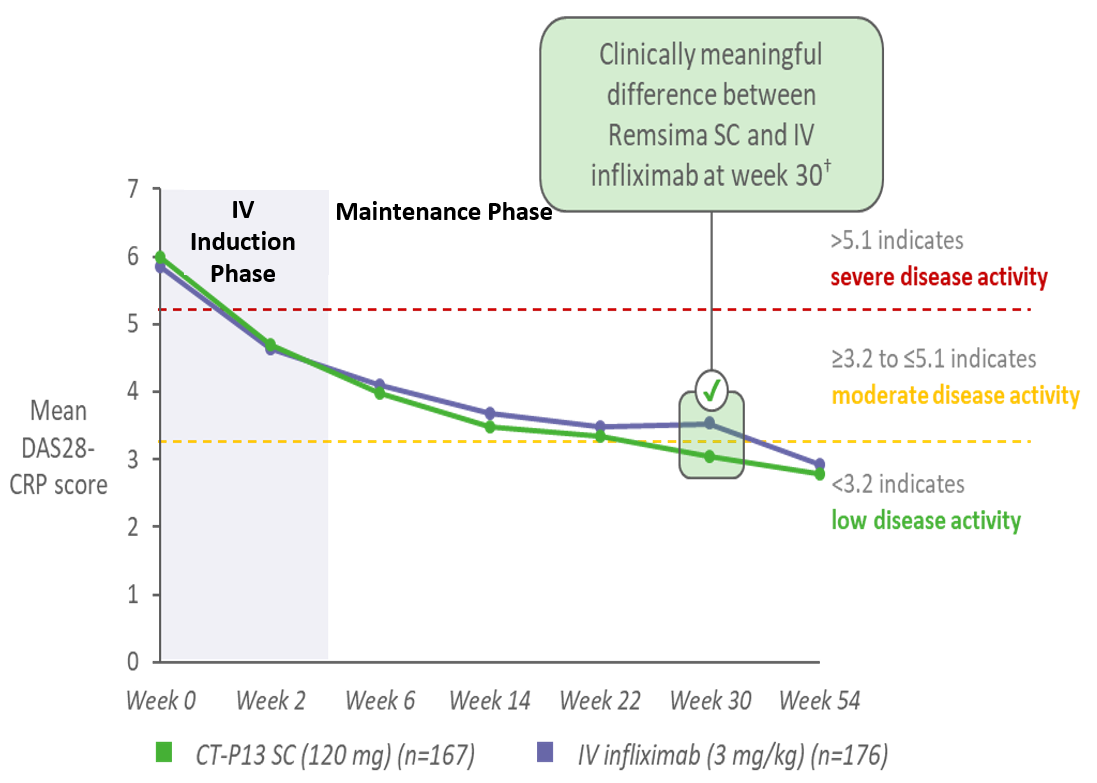 Clinically meaningful
difference between
Remsima SC and IV
infliximab at week 30†
7
6
5
4
3
2
1
0
IV
Induction
Phase
Maintenance Phase
>5.1 indicates
severe disease activity
≥3.2 to ≤5.1 indicates
moderate disease activity
<3.2 indicates
low disease activity
Mean
DAS28-
CRP score
Week 0 Week 2 Week 6 Week 14 Week 22 Week 30 Week 54
CT-P13 SC (120 mg) (n=167) IV infliximab (3 mg/kg) (n=176)